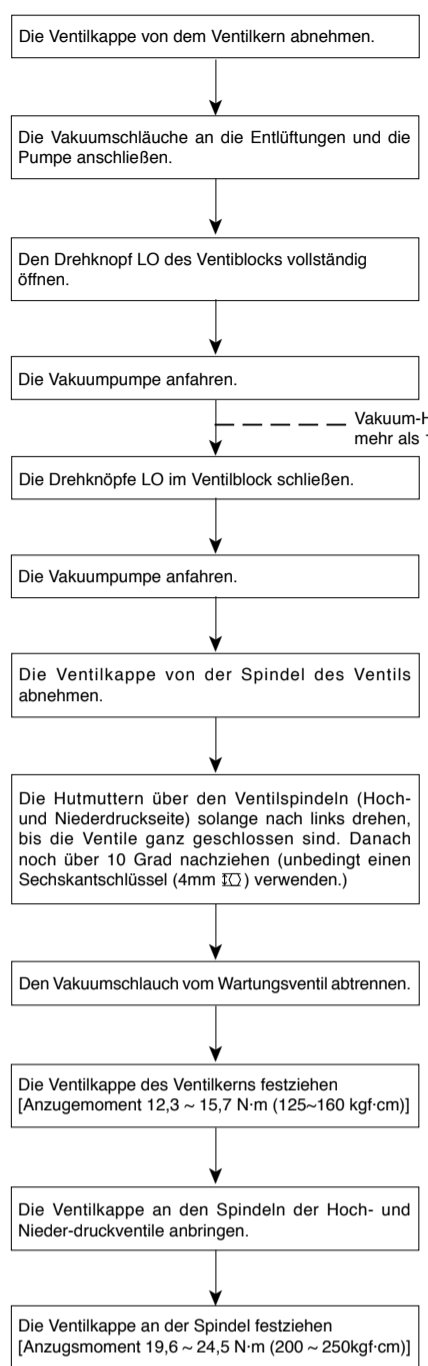 Die Ventilkappe von dem Ventilkern abnehmen.
Die Vakuumschläuche an die Entlüftungen und die
Pumpe anschließen.
Den Drehknopf LO des Ventiblocks vollständig
öffnen.
Die Vakuumpumpe anfahren.
mehr als
Die Drehknöpfe LO im Ventilblock schließen.
Die Vakuumpumpe anfahren.
Die Ventilkappe von der Spindel des Ventils
abnehmen.
Die Hutmuttern über den Ventilspindeln (Hoch-
und Niederdruckseite) solange nach links drehen,
bis die Ventile ganz geschlossen sind. Danach
noch über 10 Grad nachziehen (unbedingt einen
Sechskantschlüssel (4mm ) verwenden.)
Den Vakuumschlauch vom Wartungsventil abtrennen.
Die Ventilkappe des Ventilkerns festziehen
[Anzugemoment 12,3 ~ 15,7 N·m (125~160 kgf·cm)]
Die Ventilkappe an den Spindeln der Hoch- und
Nieder-druckventile anbringen.
Die Ventilkappe an der Spindel festziehen
[Anzugsmoment 19,6 ~ 24,5 N·m (200 ~ 250kgf·cm)]